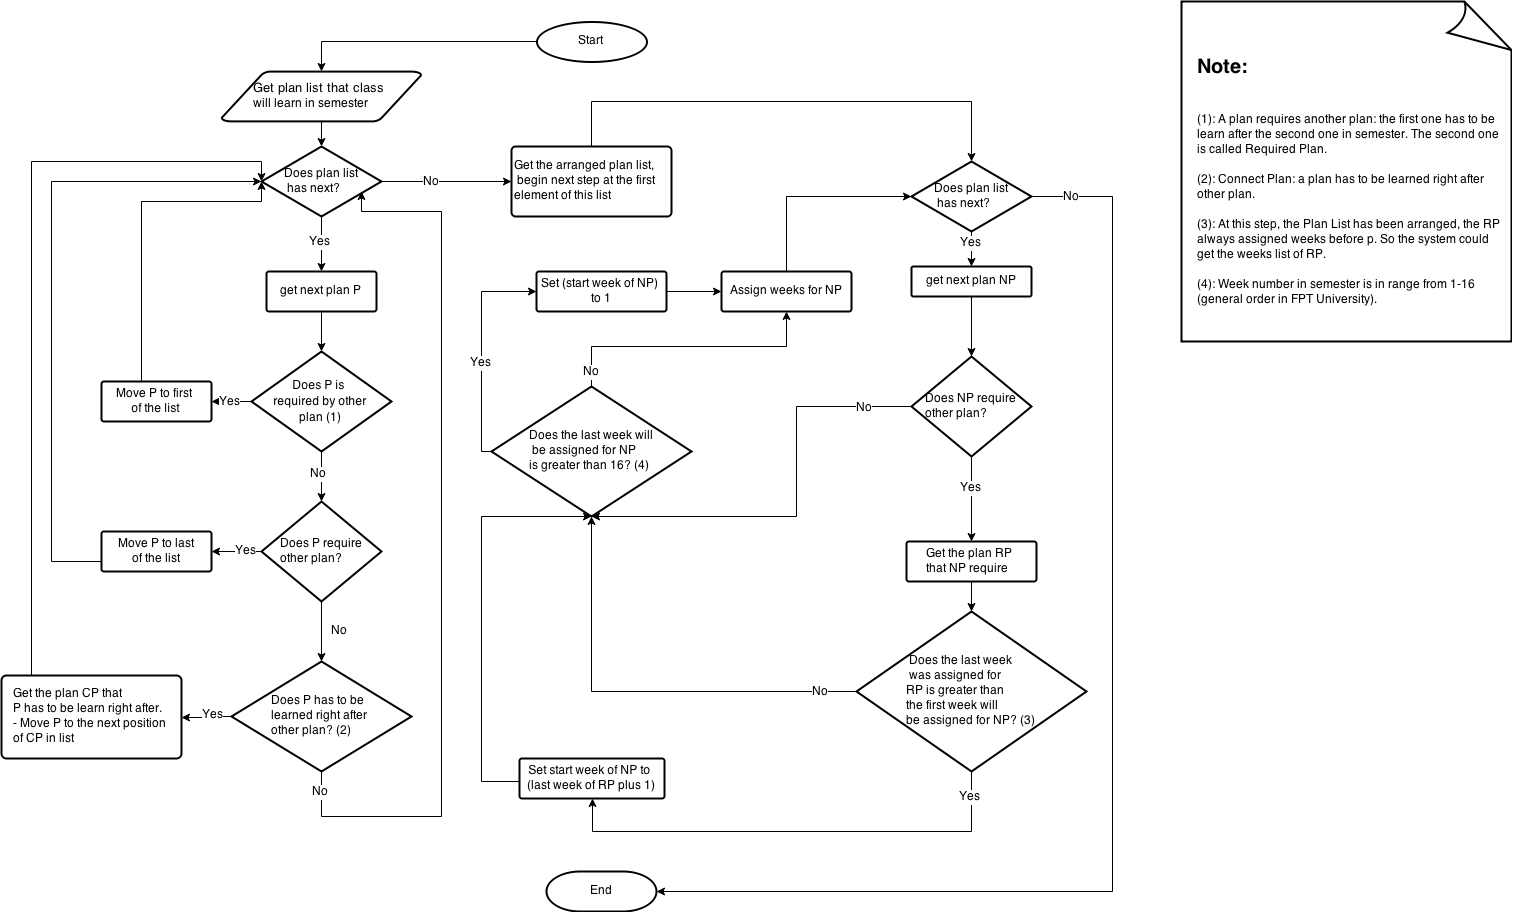 Start
Get plan list that class
will learn in semester
Does plan list
has next?
No
Yes
get next plan P
Does P is
required by other
plan (1)
Yes
Move P to first
of the list
No
Does P require
other plan?
Yes
Move P to last
of the list
No
Does P has to be
learned right after
other plan? (2)
Yes
Get the plan CP that
P has to be learn right after.
- Move P to the next position
of CP in list
No
Get the arranged plan list,
begin next step at the first
element of this list
Does plan list
has next?
No
Yes
get next plan NP
Does NP require
other plan?
No
Yes
Get the plan RP
that NP require
Does the last week
was assigned for
RP is greater than
the first week will
be assigned for NP? (3)
No
Yes
Set start week of NP to
(last week of RP plus 1)
Does the last week will
be assigned for NP
is greater than 16? (4)
No
Yes
Set (start week of NP)
to 1
Assign weeks for NP
End
Note:
(1): A plan requires another plan: the first one has to be
learn after the second one in semester. The second one
is called Required Plan.
(2): Connect Plan: a plan has to be learned right after
other plan.
(3): At this step, the Plan List has been arranged, the RP
always assigned weeks before p. So the system could
get the weeks list of RP.
(4): Week number in semester is in range from 1-16
(general order in FPT University).